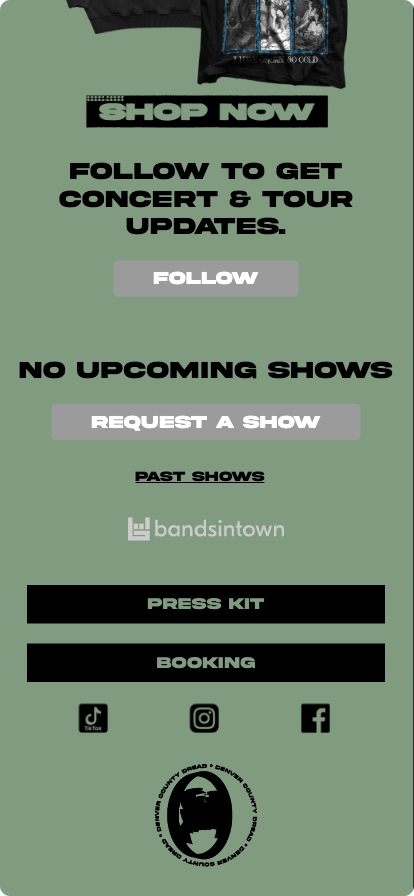 SO COLD
SHOP NOW
FOLLOW TO GET
CONCERT & TOUR
UPDATES.
FOLLOW
NO UPCOMING SHOWS
REQUEST A SHOW
PAST SHOWS
bandsintown
PRESS KIT
BOOKING
TikTok
DENVER COUNTY DREAD * DENVER COUNTY DREAD * DENVER COUNTY DREAD *